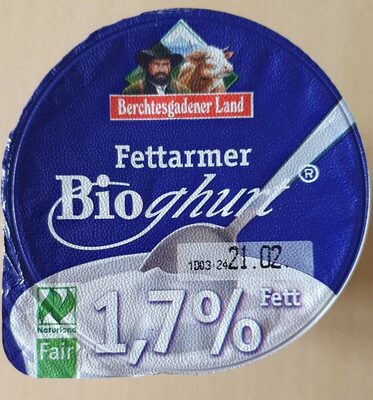 Berchtesgadener Land
Fettarmer
Bioghurt®
1003 24 21.02.
1,7% Fett
Naturland
Fair